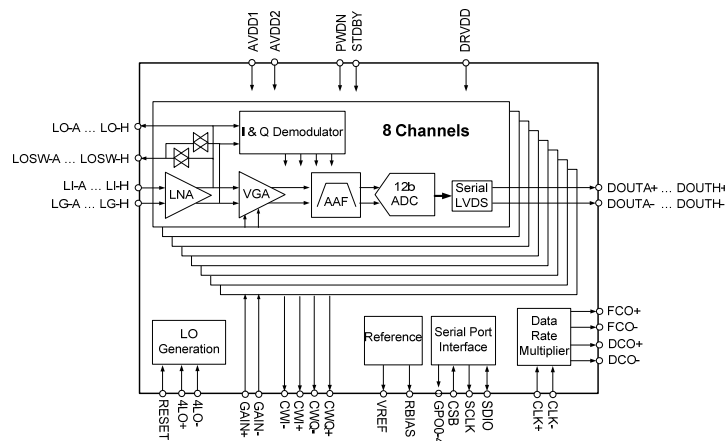 AVDD1
AVDD2
PWDN
STDBY
DRVDD
LO-A ... LO-H
LOSW-A ... LOSW-H
LI-A ... LI-H
LG-A ... LG-H
I & Q Demodulator
8 Channels
LNA
VGA
AAF
12b
ADC
Serial
LVDS
DOUTA+ ... DOUTH+
DOUTA- ... DOUTH-
LO
Generation
Reference
Serial Port
Interface
Data
Rate
Multiplier
FCO+
FCO-
DCO+
DCO-
RESET
4LO+
4LO-
GAIN+
GAIN-
CWI-
CWI+
CWQ-
CWQ+
VREF
RBIAS
CSB
SCLK
SDIO
CLK+
CLK-